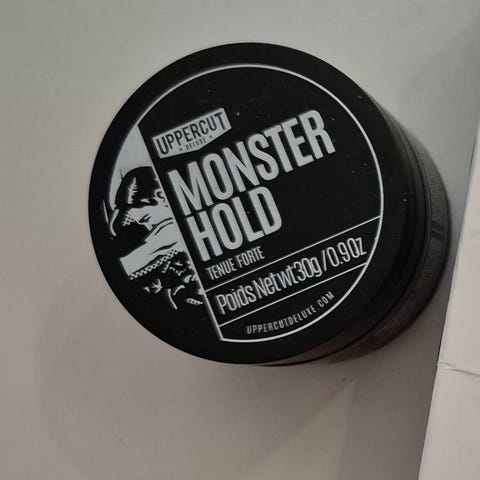 UPPERCUT
DELUXE
MONSTER
HOLD
TENUE FORTE
Poids Net wt 30g / 0.9oz
UPPERCUTDELUXE.COM